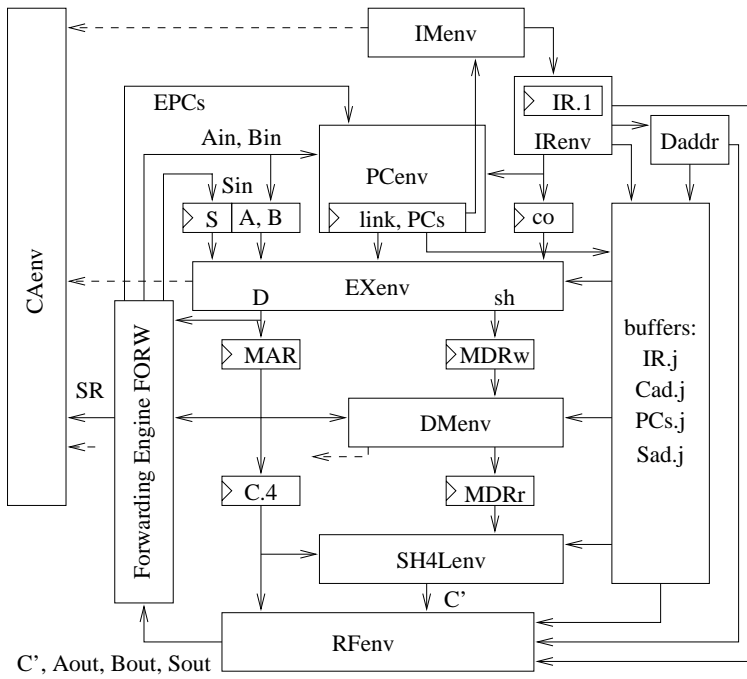 IMenv
EPCs
IR.1
Ain, Bin
IRenv
Daddr
PCenv
Sin
S
A, B
link, PCs
co
CAenv
EXenv
D
sh
buffers:
IR.j
Cad.j
PCs.j
Sad.j
MAR
MDRw
SR
Forwarding Engine FORW
DMenv
C.4
MDRr
SH4Lenv
C'
RFenv
C', Aout, Bout, Sout